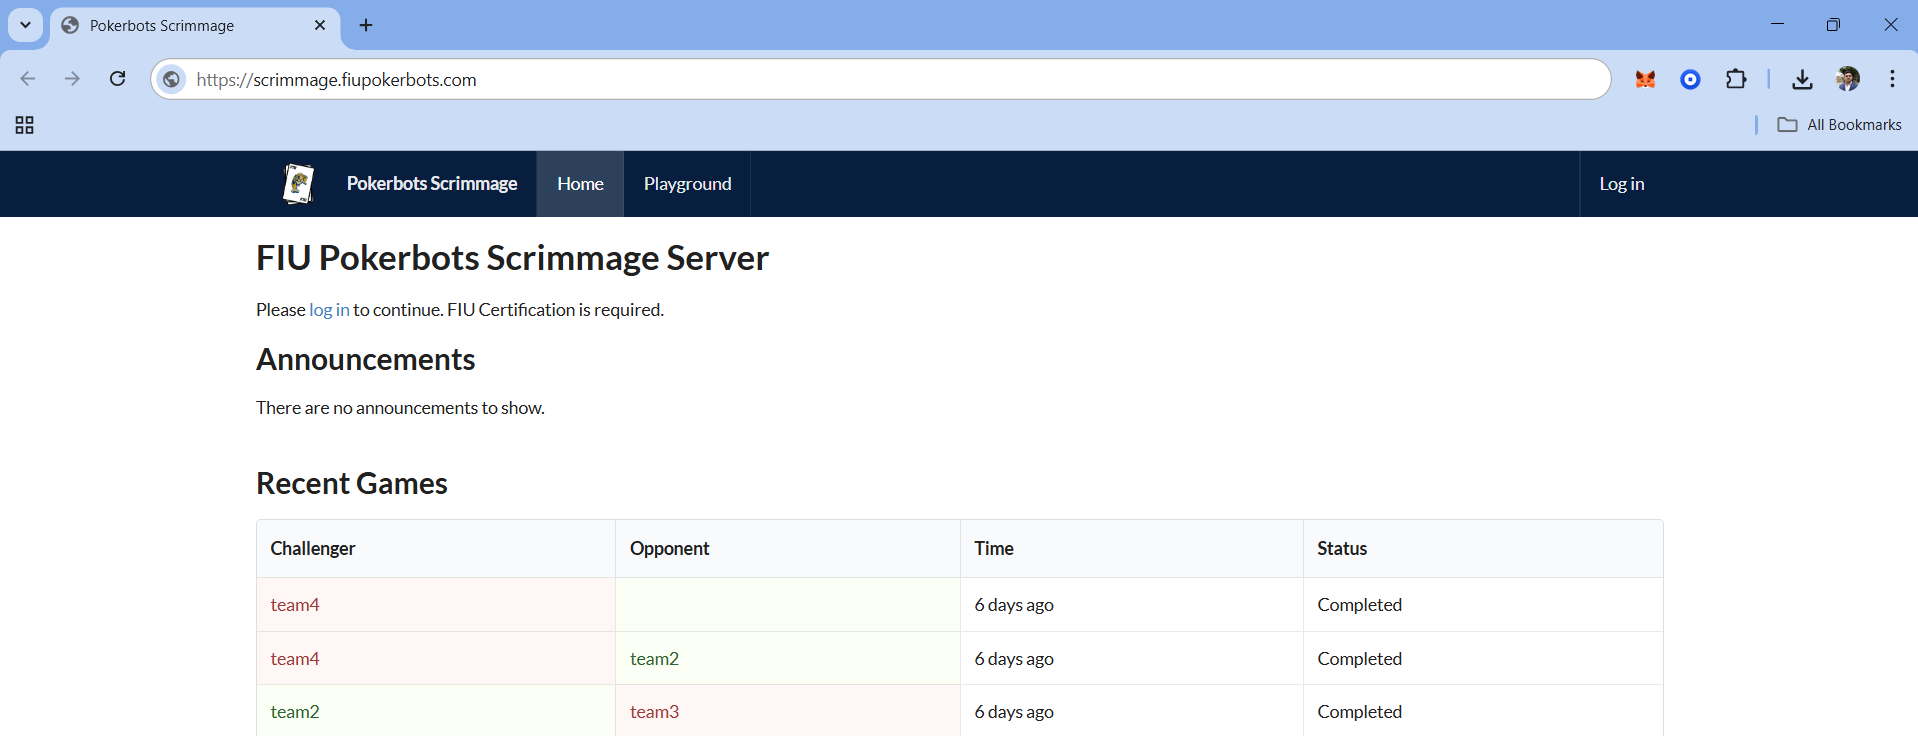 Pokerbots Scrimmage
https://scrimmage.fiupokerbots.com
All Bookmarks
Pokerbots Scrimmage Home Playground Log in
FIU Pokerbots Scrimmage Server
Please log in to continue. FIU Certification is required.
Announcements
There are no announcements to show.
Recent Games
Challenger Opponent Time Status
team4 6 days ago Completed
team4 team2 6 days ago Completed
team2 team3 6 days ago Completed